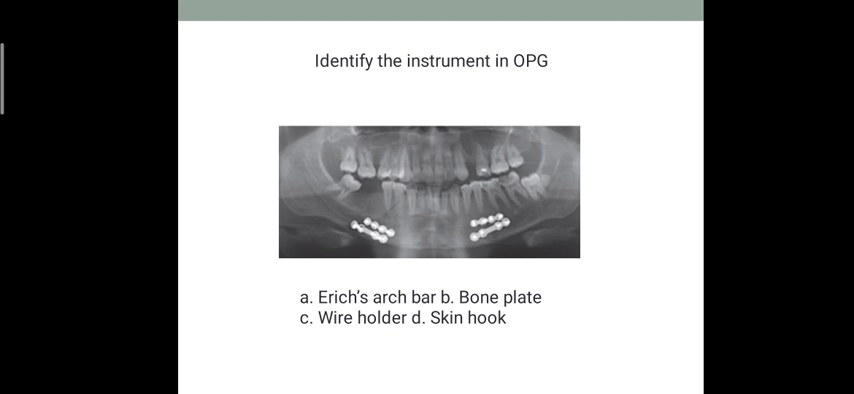 Identify the instrument in OPG
a. Erich’s arch bar b. Bone plate
c. Wire holder d. Skin hook